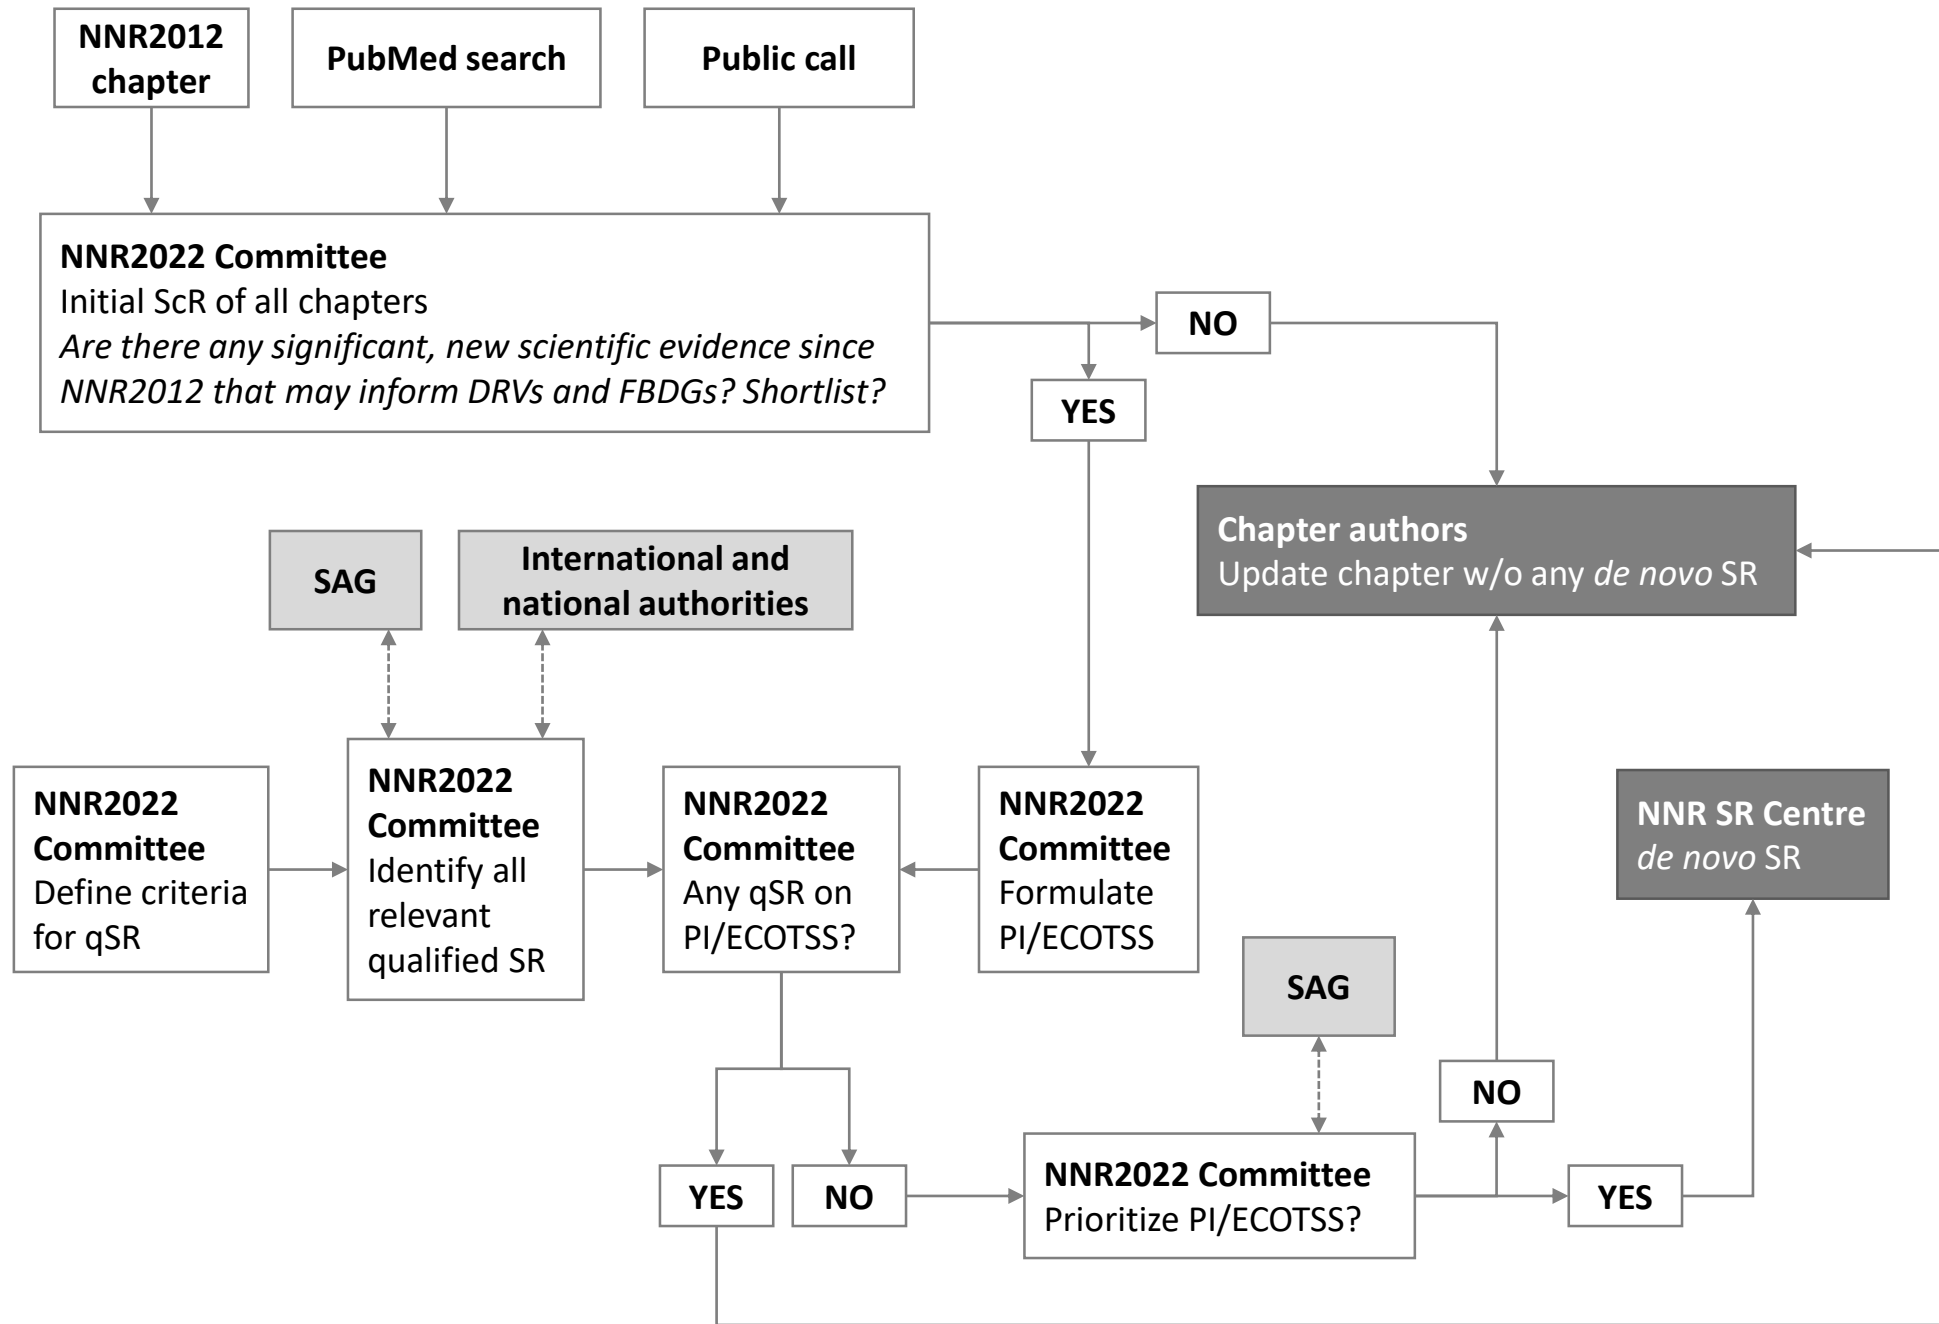 NNR2012
chapter
PubMed search
Public call
NNR2022 Committee
Initial ScR of all chapters
Are there any significant, new scientific evidence since
NNR2012 that may inform DRVs and FBDGs? Shortlist?
NO
YES
Chapter authors
Update chapter w/o any de novo SR
SAG
International and
national authorities
NNR2022
Committee
Define criteria
for qSR
NNR2022
Committee
Identify all
relevant
qualified SR
NNR2022
Committee
Any qSR on
PI/ECOTSS?
NNR2022
Committee
Formulate
PI/ECOTSS
NNR SR Centre
de novo SR
SAG
NO
YES
NO
NNR2022 Committee
Prioritize PI/ECOTSS?
YES